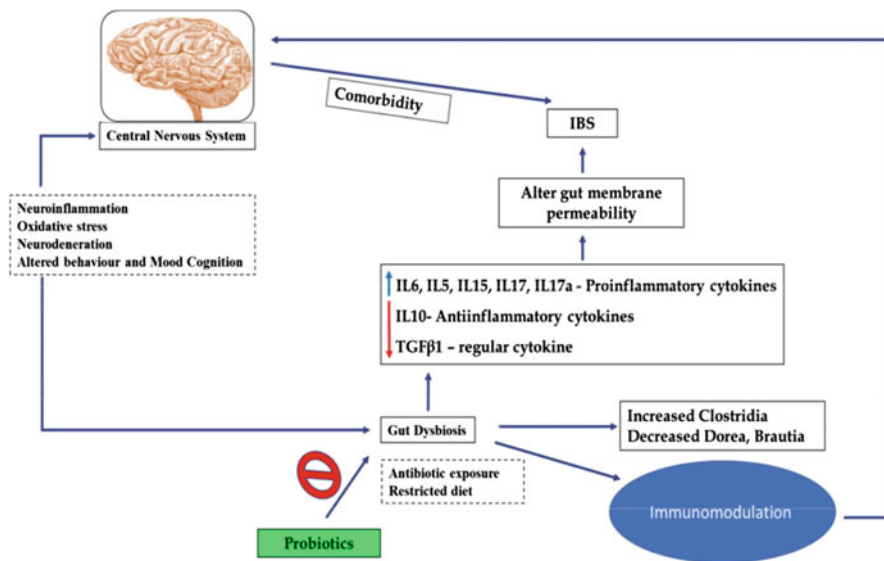 Comorbidity
IBS
Central Nervous System
Alter gut membrane
permeability
Neuroinflammation
Oxidative stress
Neurodeneration
Altered behaviour and Mood Cognition
IL6, IL5, IL15, IL17, IL17a - Proinflammatory cytokines
IL10- Antiinflammatory cytokines
TGFβ1 – regular cytokine
Gut Dysbiosis
Increased Clostridia
Decreased Dorea, Brautia
Antibiotic exposure
Restricted diet
Immunomodulation
Probiotics